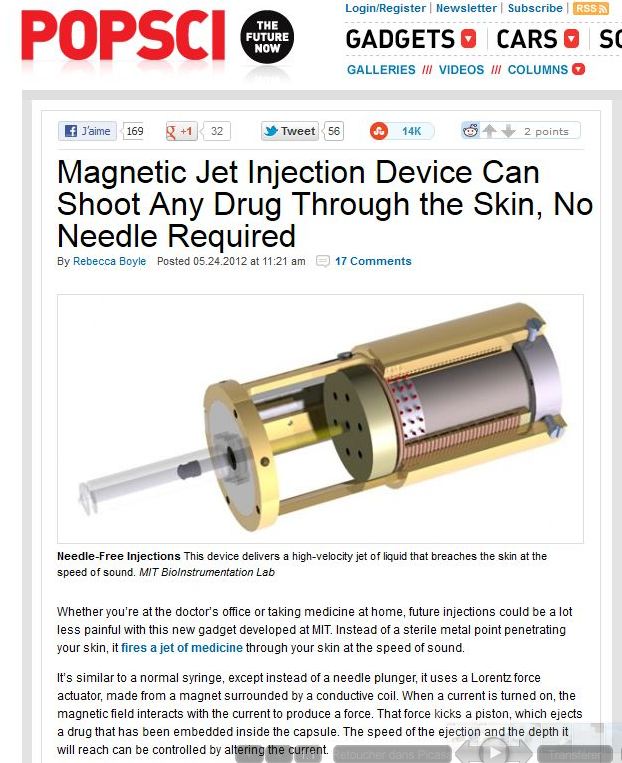 Login/Register | Newsletter | Subscribe | RSS
POPSCI THE FUTURE NOW
GADGETS CARS SC
GALLERIES /// VIDEOS /// COLUMNS
J'aime 169 +1 32 Tweet 56 14K 2 points
Magnetic Jet Injection Device Can
Shoot Any Drug Through the Skin, No
Needle Required
By Rebecca Boyle Posted 05.24.2012 at 11:21 am 17 Comments
Needle-Free Injections This device delivers a high-velocity jet of liquid that breaches the skin at the
speed of sound. MIT BioInstrumentation Lab
Whether you're at the doctor's office or taking medicine at home, future injections could be a lot
less painful with this new gadget developed at MIT. Instead of a sterile metal point penetrating
your skin, it fires a jet of medicine through your skin at the speed of sound.
It's similar to a normal syringe, except instead of a needle plunger, it uses a Lorentz force
actuator, made from a magnet surrounded by a conductive coil. When a current is turned on, the
magnetic field interacts with the current to produce a force. That force kicks a piston, which ejects
a drug that has been embedded inside the capsule. The speed of the ejection and the depth it
will reach can be controlled by altering the current.
Retoucher dans Picasa Transférer